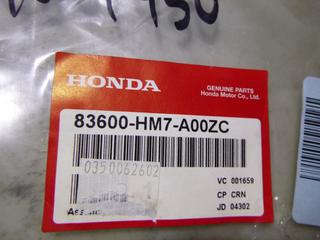 HONDA
GENUINE PARTS
Honda Motor Co., Ltd.
83600-HM7-A00ZC
0350062602
VC 001659
CP CRN
JD 04302